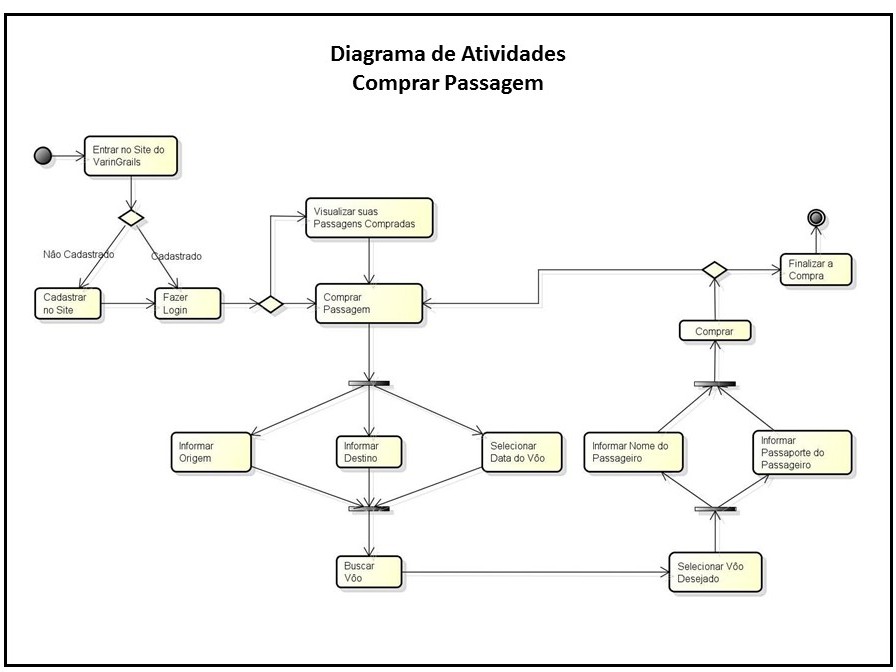 Diagrama de Atividades
Comprar Passagem
Entrar no Site do
VarinGrails
Não Cadastrado
Cadastrado
Cadastrar
no Site
Fazer
Login
Visualizar suas
Passagens Compradas
Comprar
Passagem
Informar
Origem
Informar
Destino
Selecionar
Data do Vôo
Buscar
Vôo
Selecionar Vôo
Desejado
Informar Nome do
Passageiro
Informar
Passaporte do
Passageiro
Comprar
Finalizar a
Compra